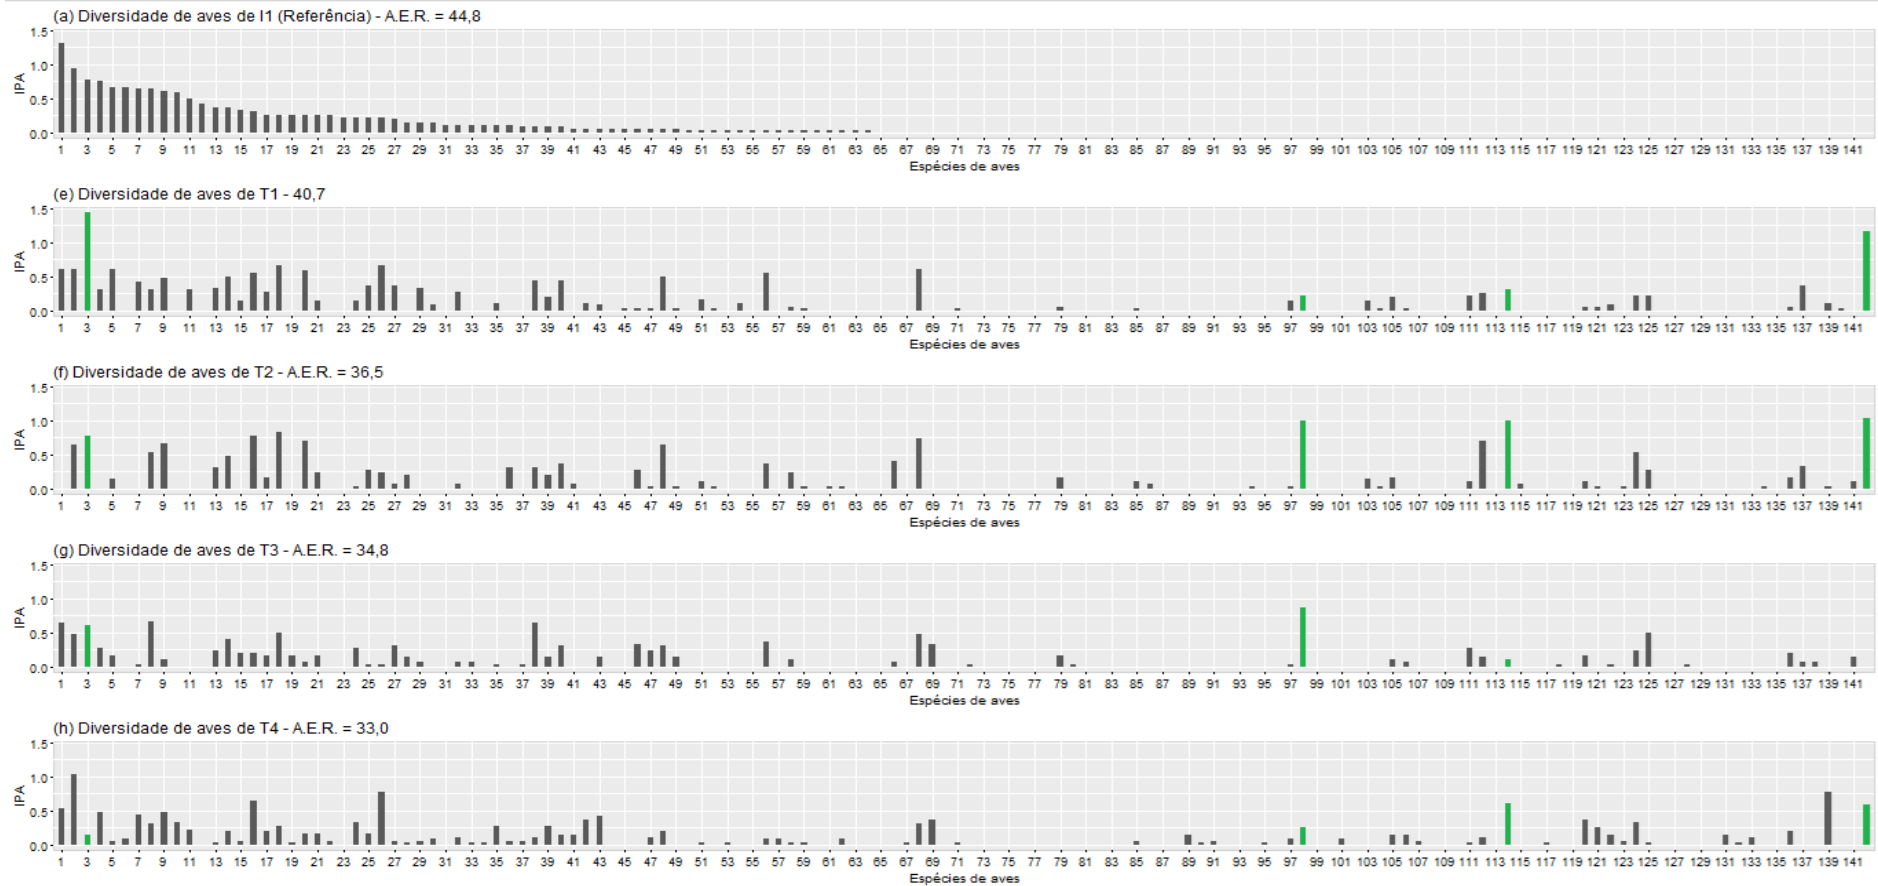 (a) Diversidade de aves de I1 (Referência) - A.E.R. = 44,8
1.5
1.0
0.5
0.0
IPA
1 3 5 7 9 11 13 15 17 19 21 23 25 27 29 31 33 35 37 39 41 43 45 47 49 51 53 55 57 59 61 63 65 67 69 71 73 75 77 79 81 83 85 87 89 91 93 95 97 99 101 103 105 107 109 111 113 115 117 119 121 123 125 127 129 131 133 135 137 139 141
Espécies de aves
(e) Diversidade de aves de T1 - 40,7
1.5
1.0
0.5
0.0
IPA
1 3 5 7 9 11 13 15 17 19 21 23 25 27 29 31 33 35 37 39 41 43 45 47 49 51 53 55 57 59 61 63 65 67 69 71 73 75 77 79 81 83 85 87 89 91 93 95 97 99 101 103 105 107 109 111 113 115 117 119 121 123 125 127 129 131 133 135 137 139 141
Espécies de aves
(f) Diversidade de aves de T2 - A.E.R. = 36,5
1.5
1.0
0.5
0.0
IPA
1 3 5 7 9 11 13 15 17 19 21 23 25 27 29 31 33 35 37 39 41 43 45 47 49 51 53 55 57 59 61 63 65 67 69 71 73 75 77 79 81 83 85 87 89 91 93 95 97 99 101 103 105 107 109 111 113 115 117 119 121 123 125 127 129 131 133 135 137 139 141
Espécies de aves
(g) Diversidade de aves de T3 - A.E.R. = 34,8
1.5
1.0
0.5
0.0
IPA
1 3 5 7 9 11 13 15 17 19 21 23 25 27 29 31 33 35 37 39 41 43 45 47 49 51 53 55 57 59 61 63 65 67 69 71 73 75 77 79 81 83 85 87 89 91 93 95 97 99 101 103 105 107 109 111 113 115 117 119 121 123 125 127 129 131 133 135 137 139 141
Espécies de aves
(h) Diversidade de aves de T4 - A.E.R. = 33,0
1.5
1.0
0.5
0.0
IPA
1 3 5 7 9 11 13 15 17 19 21 23 25 27 29 31 33 35 37 39 41 43 45 47 49 51 53 55 57 59 61 63 65 67 69 71 73 75 77 79 81 83 85 87 89 91 93 95 97 99 101 103 105 107 109 111 113 115 117 119 121 123 125 127 129 131 133 135 137 139 141
Espécies de aves